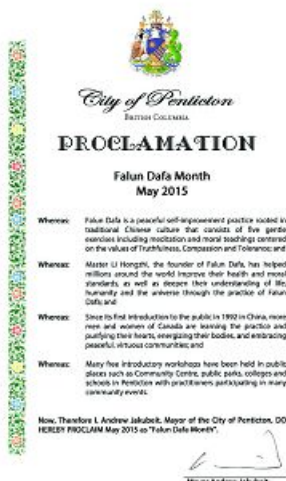 City of Penticton
BRITISH COLUMBIA
PROCLAMATION
Falun Dafa Month
May 2015
Whereas: Falun Dafa is a peaceful self-improvement practice rooted in
traditional Chinese culture that consists of five gentle
exercises including meditation and moral teachings centered
on the values of Truthfulness, Compassion and Tolerance; and
Whereas: Master Li Hongzhi, the founder of Falun Dafa, has helped
millions around the world improve their health and moral
standards, as well as deepen their understanding of life,
humanity and the universe through the practice of Falun
Dafa; and
Whereas: Since its first introduction to the public in 1992 in China, more
men and women of Canada are learning the practice and
purifying their hearts, energizing their bodies, and embracing
peaceful, virtuous communities; and
Whereas: Many free introductory workshops have been held in public
places such as Community Centre, public parks, colleges and
schools in Penticton with practitioners participating in many
community events.
Now, Therefore I, Andrew Jakubeit, Mayor of the City of Penticton, DO
HEREBY PROCLAIM May 2015 as "Falun Dafa Month".
Mayor Andrew Jakubeit